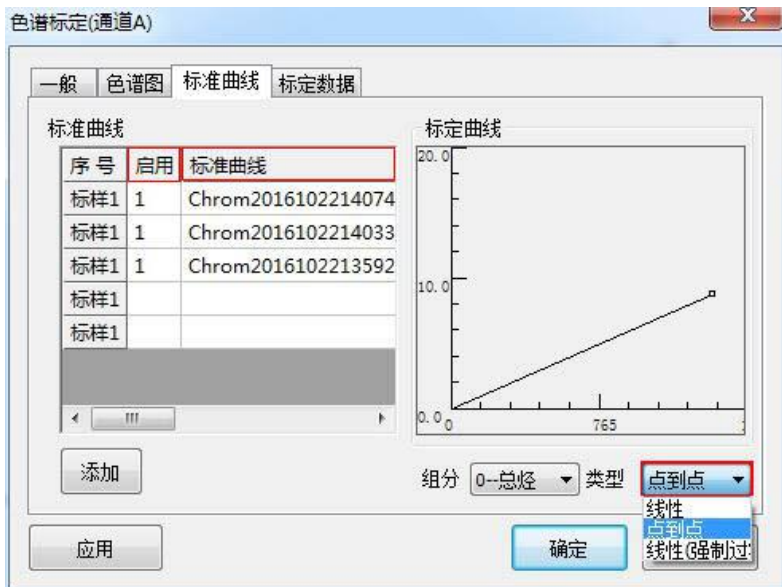 色谱标定(通道A)
一般 色谱图 标准曲线 标定数据
标准曲线
序号 启用 标准曲线
标样1 1 Chrom2016102214074
标样1 1 Chrom2016102214033
标样1 1 Chrom2016102213592
标样1
标样1
添加
标定曲线
20.0
10.0
0.0
0 765
组分 0--总烃 类型 点到点
线性
点到点
线性(强制过
应用 确定